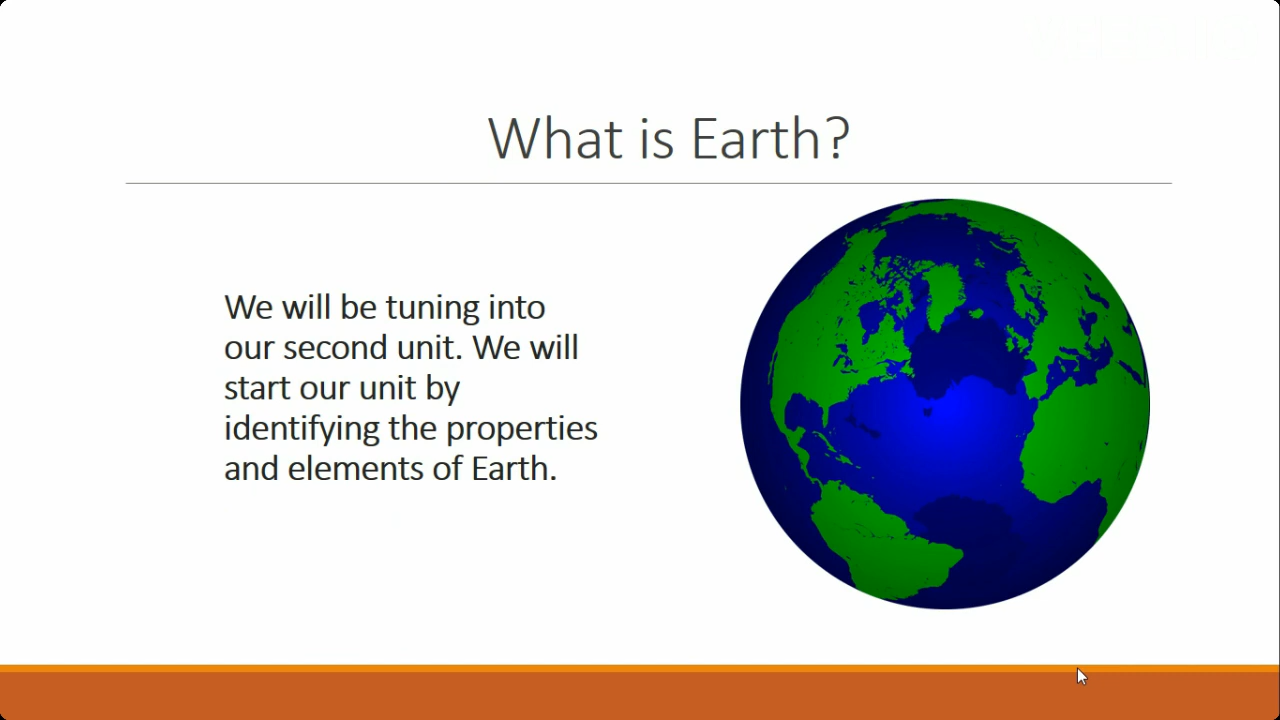 What is Earth?
We will be tuning into
our second unit. We will
start our unit by
identifying the properties
and elements of Earth.